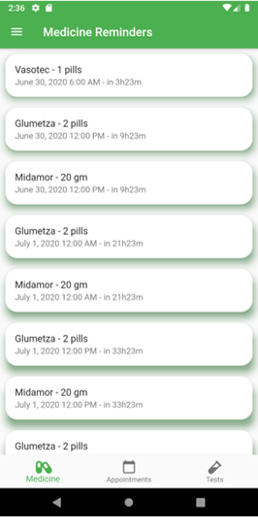 2:36
Medicine Reminders
Vasotec - 1 pills
June 30, 2020 6:00 AM - in 3h23m
Glumetza - 2 pills
June 30, 2020 12:00 PM - in 9h23m
Midamor - 20 gm
June 30, 2020 12:00 PM - in 9h23m
Glumetza - 2 pills
July 1, 2020 12:00 AM - in 21h23m
Midamor - 20 gm
July 1, 2020 12:00 AM - in 21h23m
Glumetza - 2 pills
July 1, 2020 12:00 PM - in 33h23m
Midamor - 20 gm
July 1, 2020 12:00 PM - in 33h23m
Glumetza - 2 pills
Medicine
Appointments
Tests